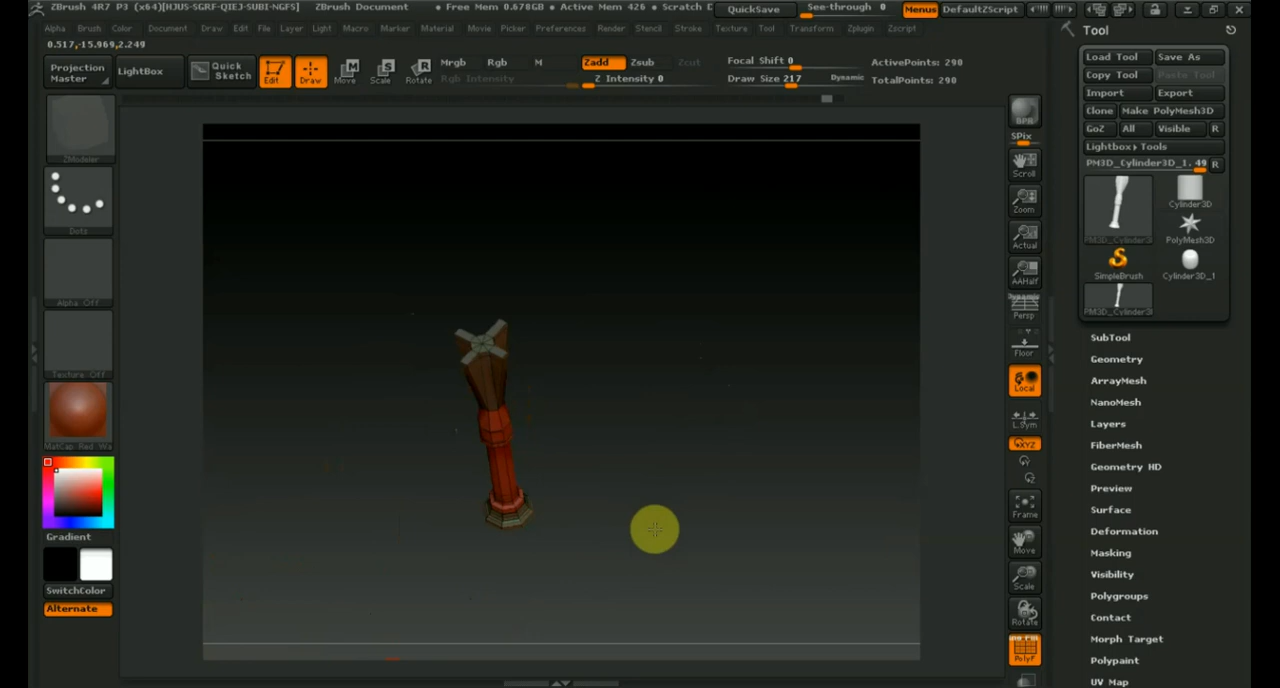 ZBrush 4R7 P3 (x64)[HJUS-SGRF-QIEJ-SUBI-NGFS] ZBrush Document • Free Mem 0.678GB • Active Mem 426 • Scratch D QuickSave See-through 0 Menus DefaultZScript
Alpha Brush Color Document Draw Edit File Layer Light Macro Marker Material Movie Picker Preferences Render Stencil Stroke Texture Tool Transform Zplugin Zscript
0.517,-15.969,2.249
Projection Master
LightBox
Quick Sketch
Edit
Draw
Move
Scale
Rotate
Mrgb Rgb M
Rgb Intensity
Zadd Zsub Zcut
Z Intensity 0
Focal Shift 0
Draw Size 217 Dynamic
ActivePoints: 290
TotalPoints: 290
ZModeler
Dots
Alpha Off
Texture Off
MatCap Red Wa
Gradient
SwitchColor
Alternate
BPR
SPix
Scroll
Zoom
Actual
AAHalf
Dynamic
Persp
Floor
Local
L.Sym
XYZ
Frame
Move
Scale
Rotate
PolyF
Tool
Load Tool Save As
Copy Tool Paste Tool
Import Export
Clone Make PolyMesh3D
GoZ All Visible R
Lightbox▸Tools
PM3D_Cylinder3D_1. 49 R
PM3D_Cylinder3
Cylinder3D
PolyMesh3D
SimpleBrush
Cylinder3D_1
PM3D_Cylinder3
SubTool
Geometry
ArrayMesh
NanoMesh
Layers
FiberMesh
Geometry HD
Preview
Surface
Deformation
Masking
Visibility
Polygroups
Contact
Morph Target
Polypaint
UV Map